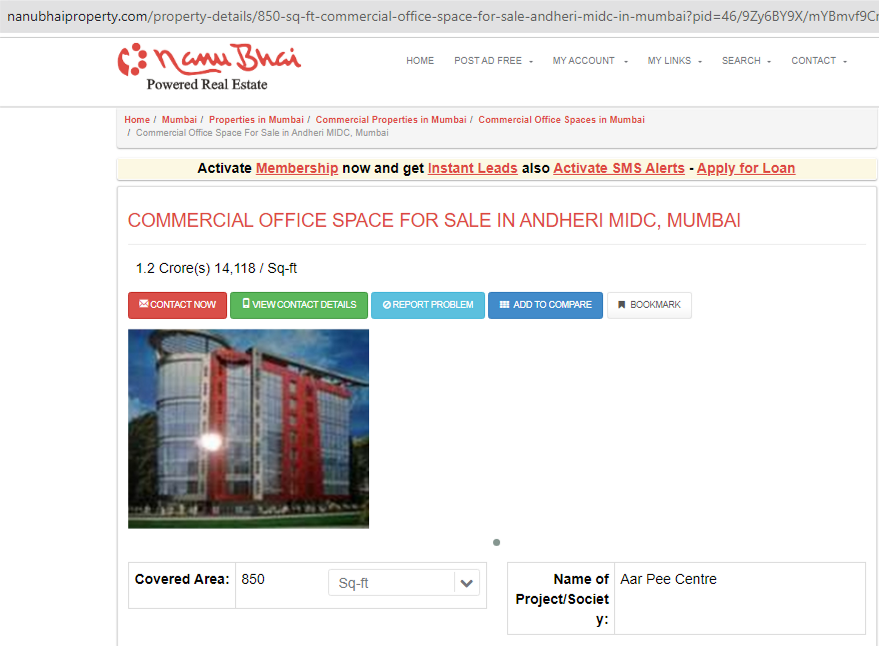 nanubhaiproperty.com/property-details/850-sq-ft-commercial-office-space-for-sale-andheri-midc-in-mumbai?pid=46/9Zy6BY9X/mYBmvf9Cr
Nanu Bhai
Powered Real Estate
HOME POST AD FREE MY ACCOUNT MY LINKS SEARCH CONTACT
Home / Mumbai / Properties in Mumbai / Commercial Properties in Mumbai / Commercial Office Spaces in Mumbai
/ Commercial Office Space For Sale in Andheri MIDC, Mumbai
Activate Membership now and get Instant Leads also Activate SMS Alerts - Apply for Loan
COMMERCIAL OFFICE SPACE FOR SALE IN ANDHERI MIDC, MUMBAI
1.2 Crore(s) 14,118 / Sq-ft
CONTACT NOW VIEW CONTACT DETAILS REPORT PROBLEM ADD TO COMPARE BOOKMARK
Covered Area: 850 Sq-ft
Name of Aar Pee Centre
Project/Societ
y: